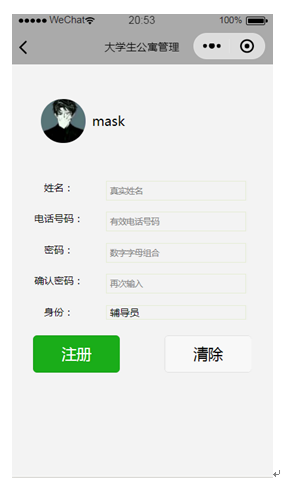 WeChat 20:53 100%
大学生公寓管理
mask
姓名： 真实姓名
电话号码： 有效电话号码
密码： 数字字母组合
确认密码： 再次输入
身份： 辅导员
注册 清除